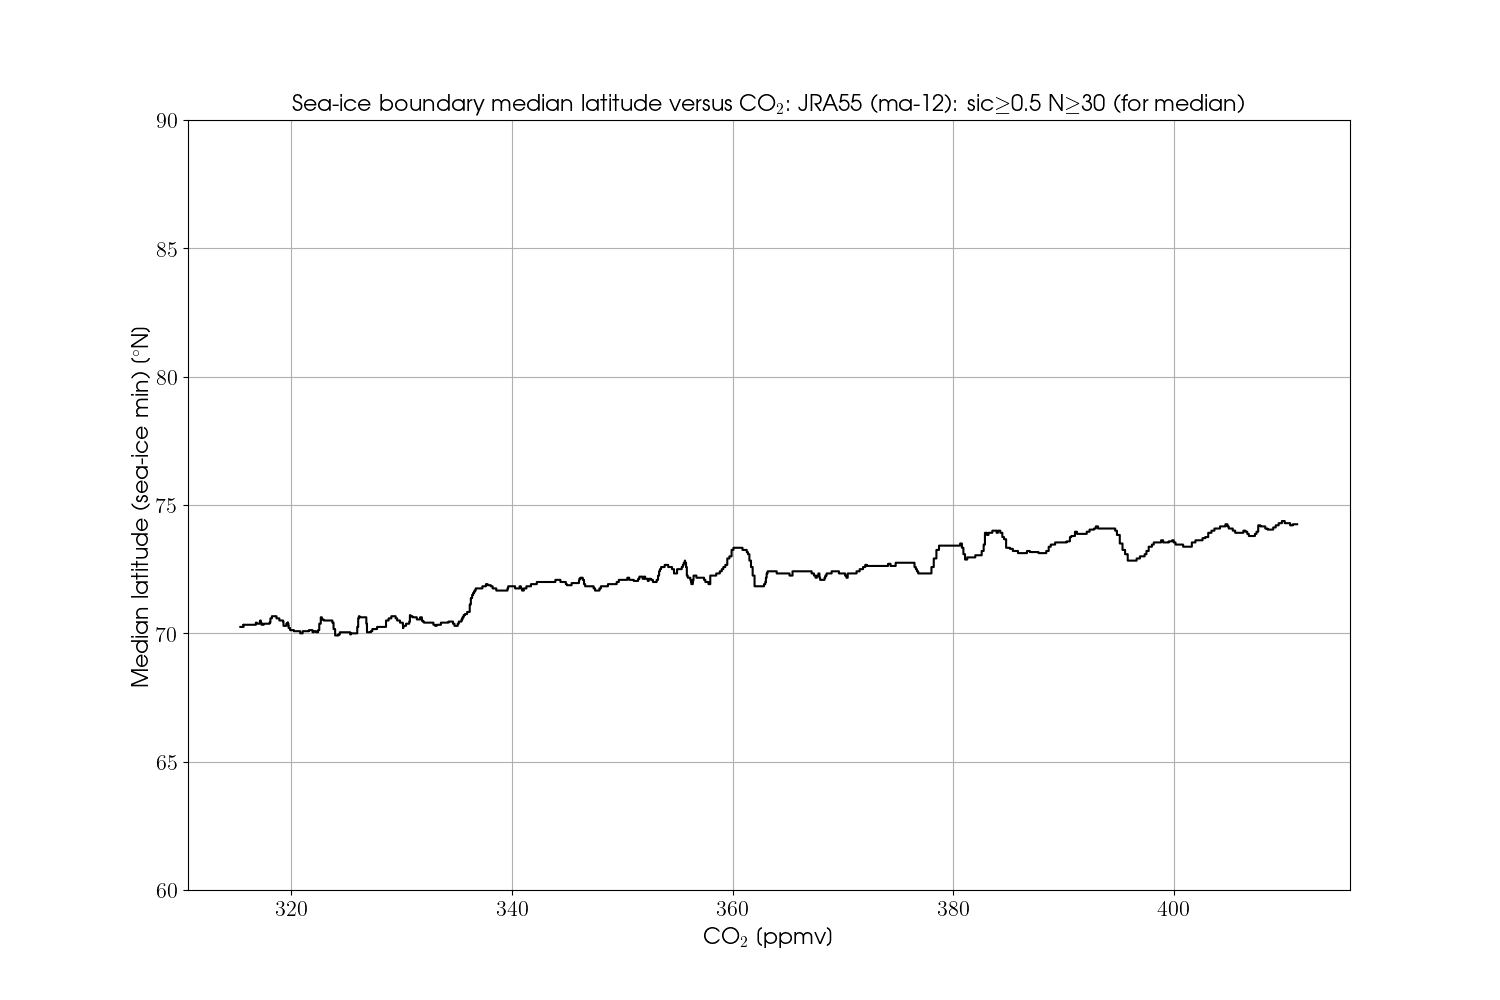 Sea-ice boundary median latitude versus CO₂: JRA55 (ma-12): sic≥0.5 N≥30 (for median)
90
85
80
75
70
65
60
Median latitude (sea-ice min) (°N)
320 340 360 380 400
CO₂ (ppmv)